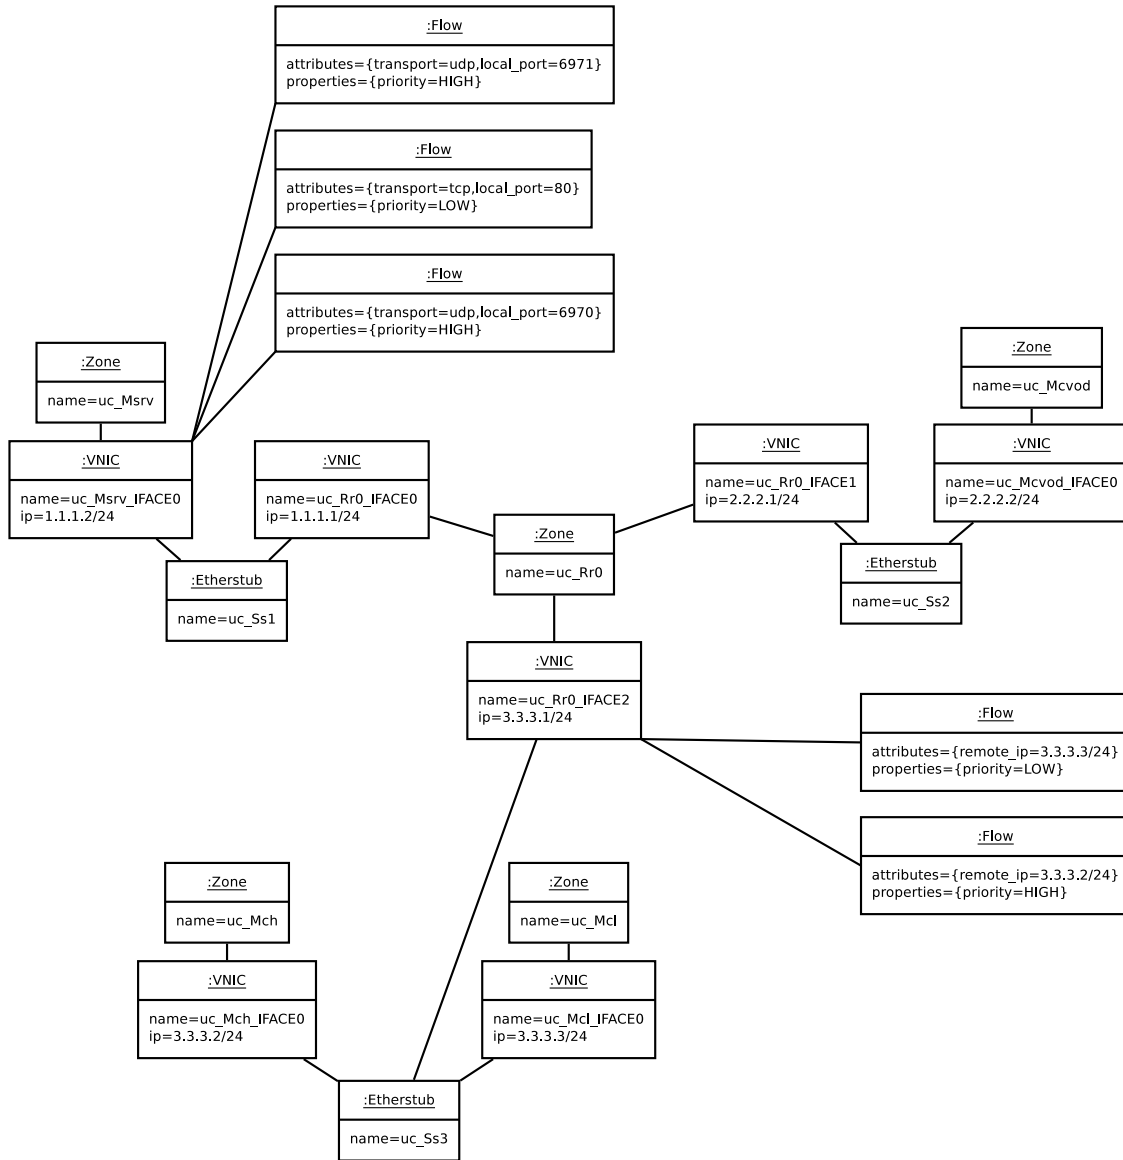 :Flow
attributes={transport=udp,local_port=6971}
properties={priority=HIGH}
:Flow
attributes={transport=tcp,local_port=80}
properties={priority=LOW}
:Flow
attributes={transport=udp,local_port=6970}
properties={priority=HIGH}
:Zone
name=uc_Msrv
:Zone
name=uc_Mcvod
:VNIC
name=uc_Msrv_IFACE0
ip=1.1.1.2/24
:VNIC
name=uc_Rr0_IFACE0
ip=1.1.1.1/24
:VNIC
name=uc_Rr0_IFACE1
ip=2.2.2.1/24
:VNIC
name=uc_Mcvod_IFACE0
ip=2.2.2.2/24
:Zone
name=uc_Rr0
:Etherstub
name=uc_Ss1
:Etherstub
name=uc_Ss2
:VNIC
name=uc_Rr0_IFACE2
ip=3.3.3.1/24
:Flow
attributes={remote_ip=3.3.3.3/24}
properties={priority=LOW}
:Flow
attributes={remote_ip=3.3.3.2/24}
properties={priority=HIGH}
:Zone
name=uc_Mch
:Zone
name=uc_Mcl
:VNIC
name=uc_Mch_IFACE0
ip=3.3.3.2/24
:VNIC
name=uc_Mcl_IFACE0
ip=3.3.3.3/24
:Etherstub
name=uc_Ss3